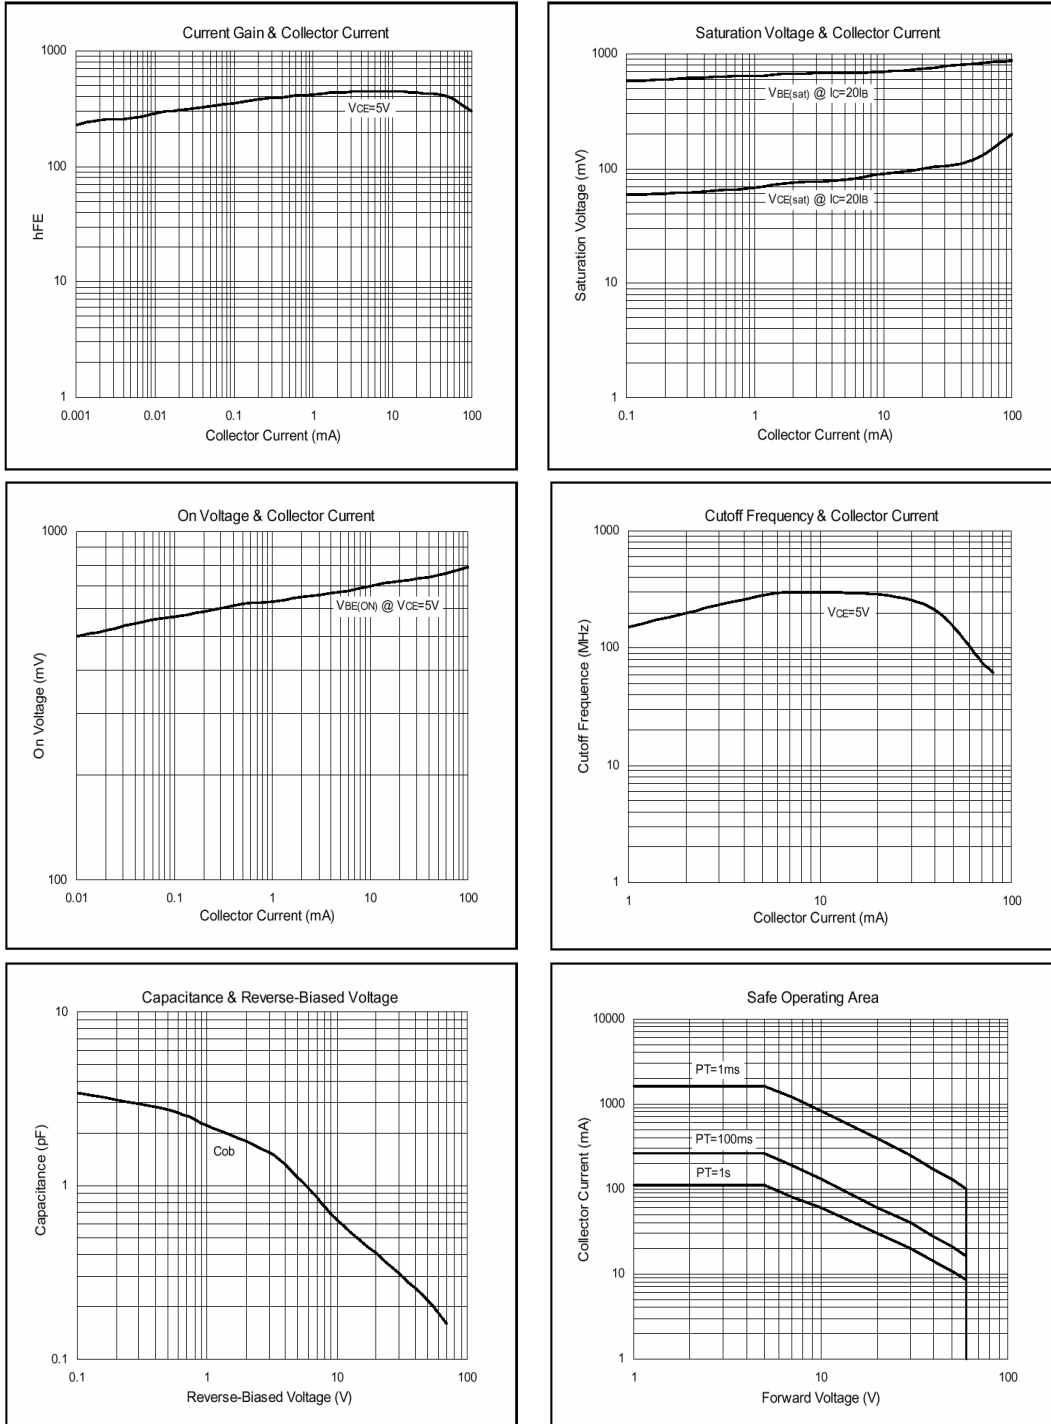 Current Gain & Collector Current
1000
100
10
1
hFE
VCE=5V
0.001 0.01 0.1 1 10 100
Collector Current (mA)
Saturation Voltage & Collector Current
1000
100
10
1
Saturation Voltage (mV)
VBE(sat) @ IC=20IB
VCE(sat) @ IC=20IB
0.1 1 10 100
Collector Current (mA)
On Voltage & Collector Current
1000
100
On Voltage (mV)
VBE(ON) @ VCE=5V
0.01 0.1 1 10 100
Collector Current (mA)
Cutoff Frequency & Collector Current
1000
100
10
1
Cutoff Frequence (MHz)
VCE=5V
1 10 100
Collector Current (mA)
Capacitance & Reverse-Biased Voltage
10
1
0.1
Capacitance (pF)
Cob
0.1 1 10 100
Reverse-Biased Voltage (V)
Safe Operating Area
10000
1000
100
10
1
Collector Current (mA)
PT=1ms
PT=100ms
PT=1s
1 10 100
Forward Voltage (V)